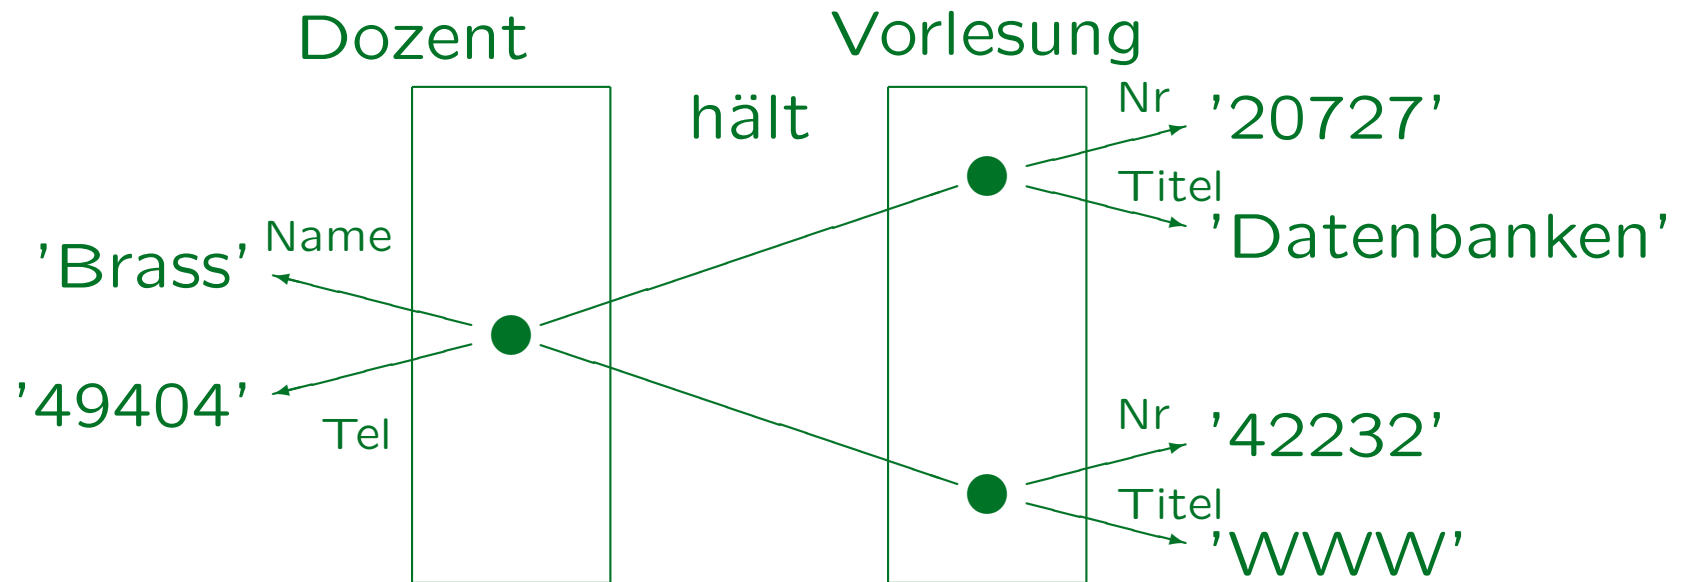 Dozent
Vorlesung
hält
Nr
'20727'
Titel
'Datenbanken'
Name
'Brass'
'49404'
Tel
Nr
'42232'
Titel
'WWW'